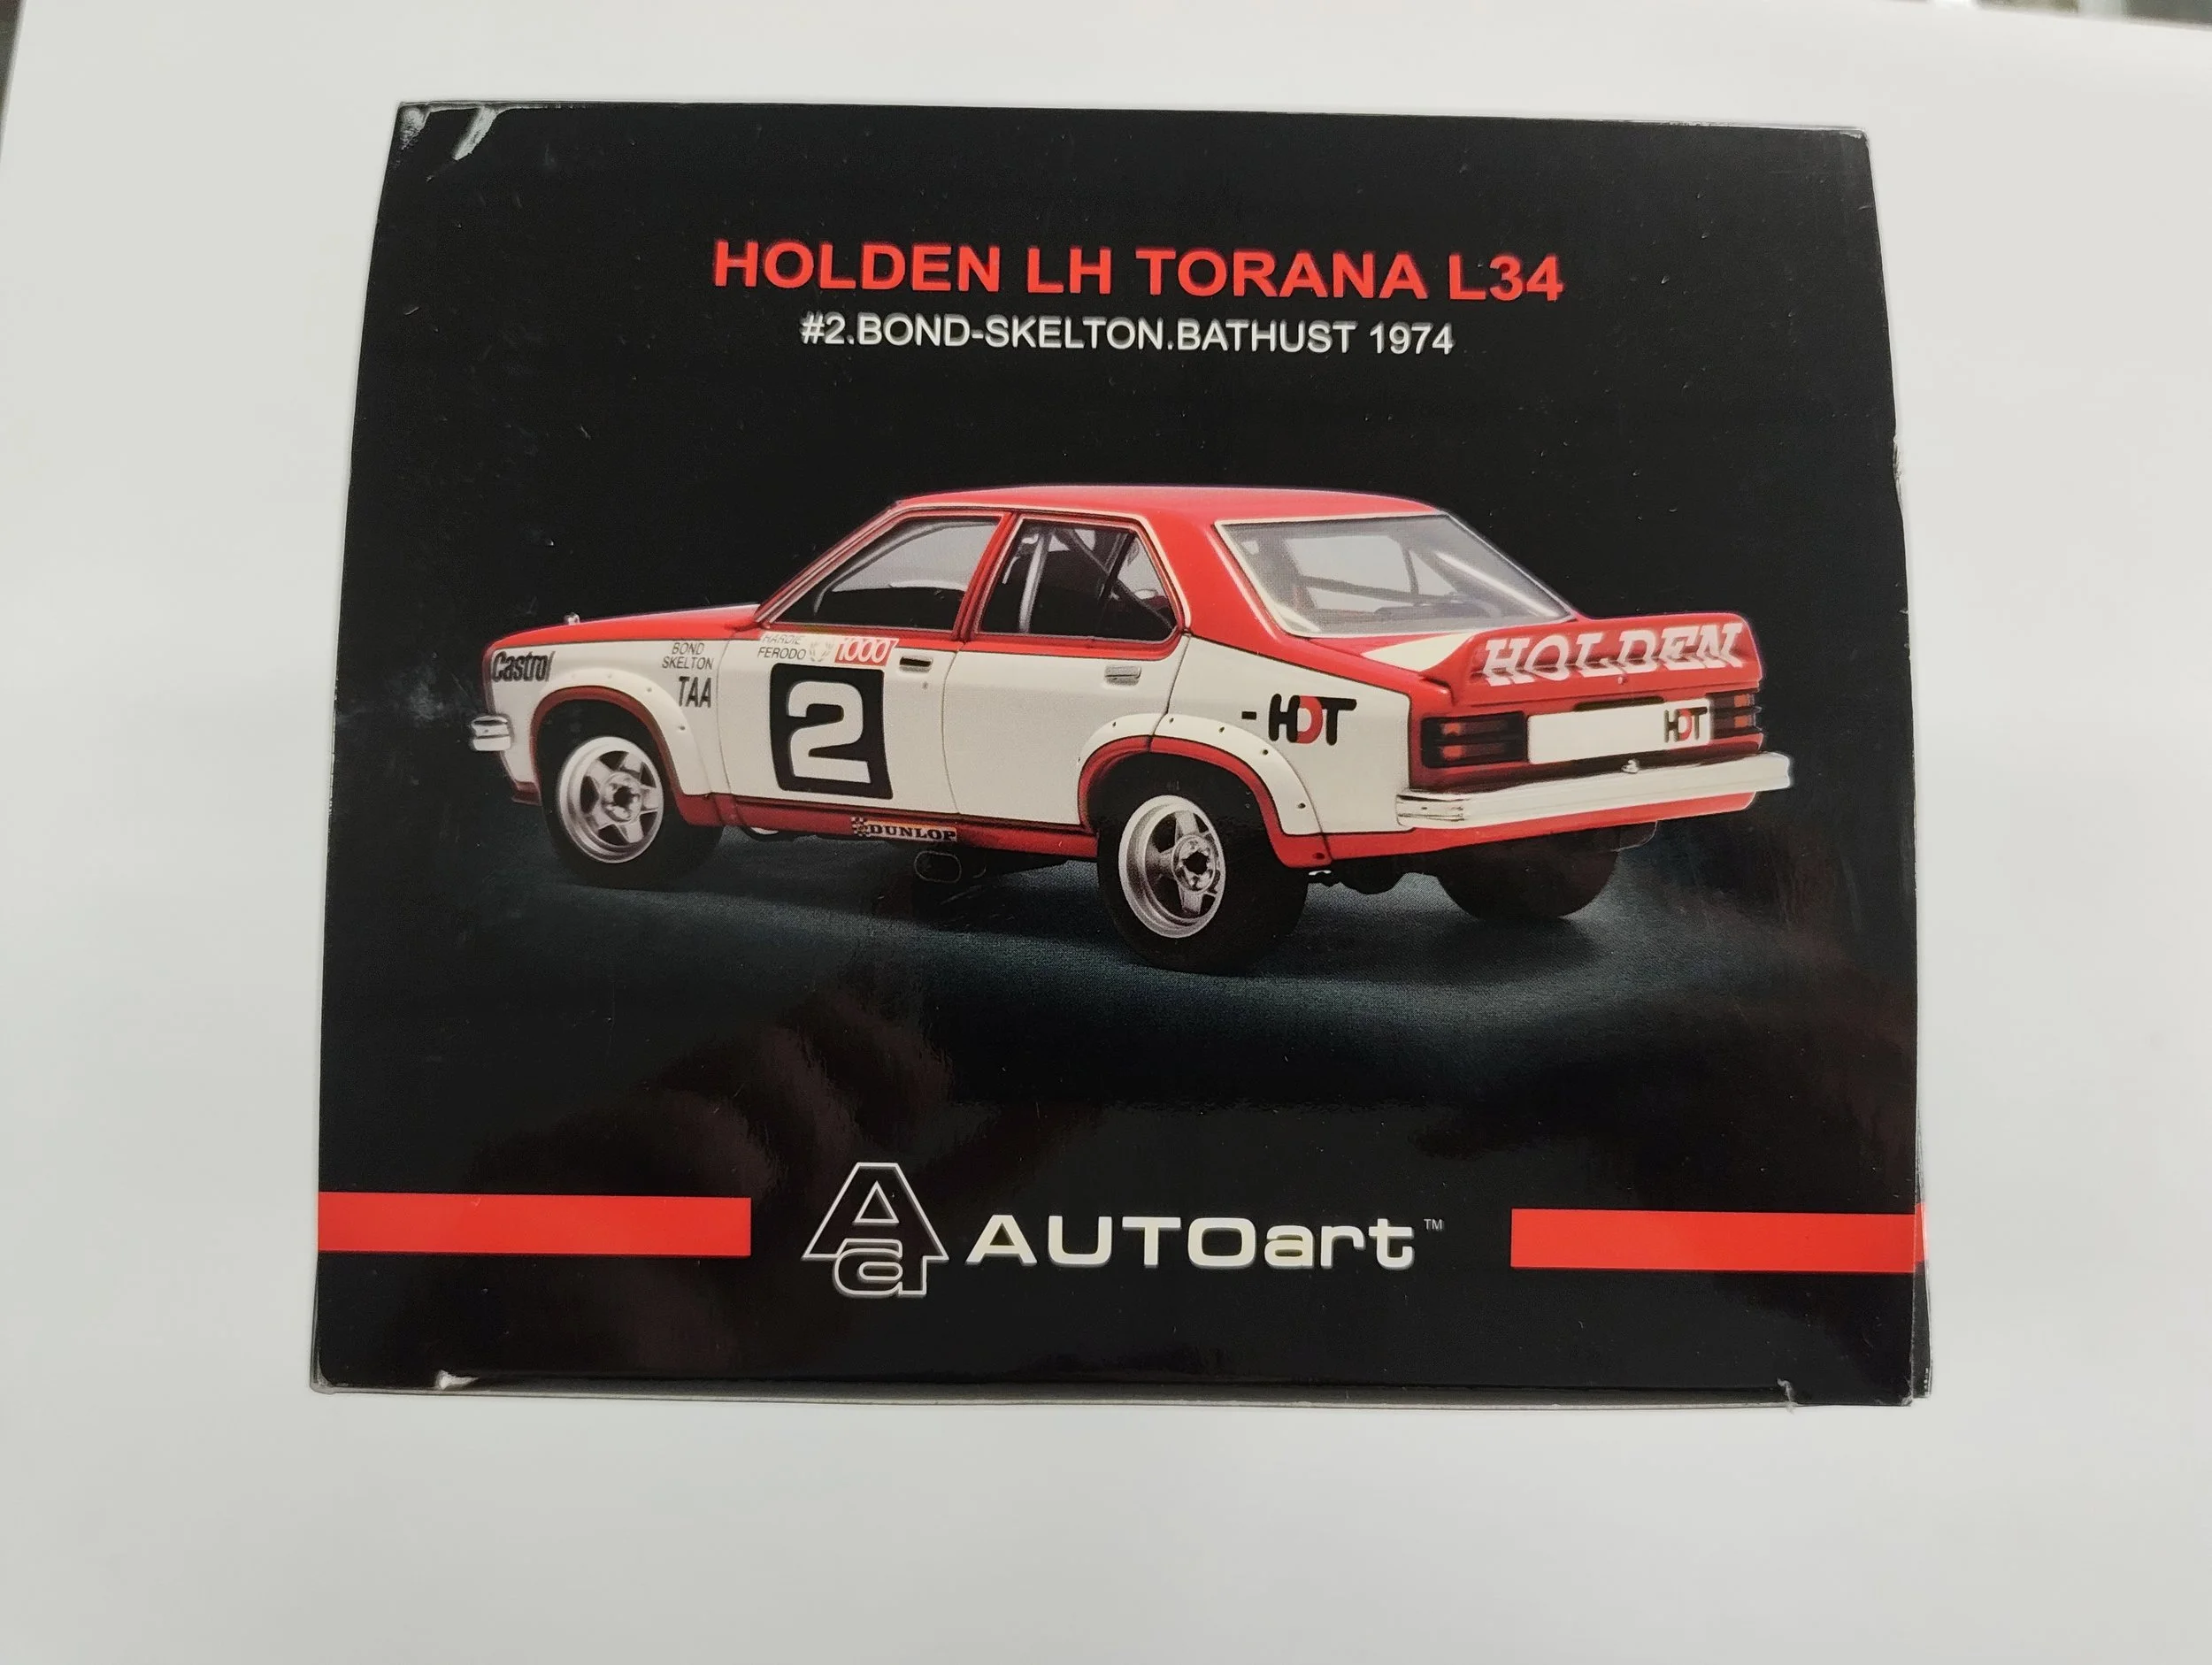 HOLDEN LH TORANA L34
#2.BOND-SKELTON.BATHUST 1974
HOLDEN
Castrol
BOND
SKELTON
TAA
HARDIE
FERODO 1000
2
HDT
HDT
DUNLOP
Aa AUTOart™